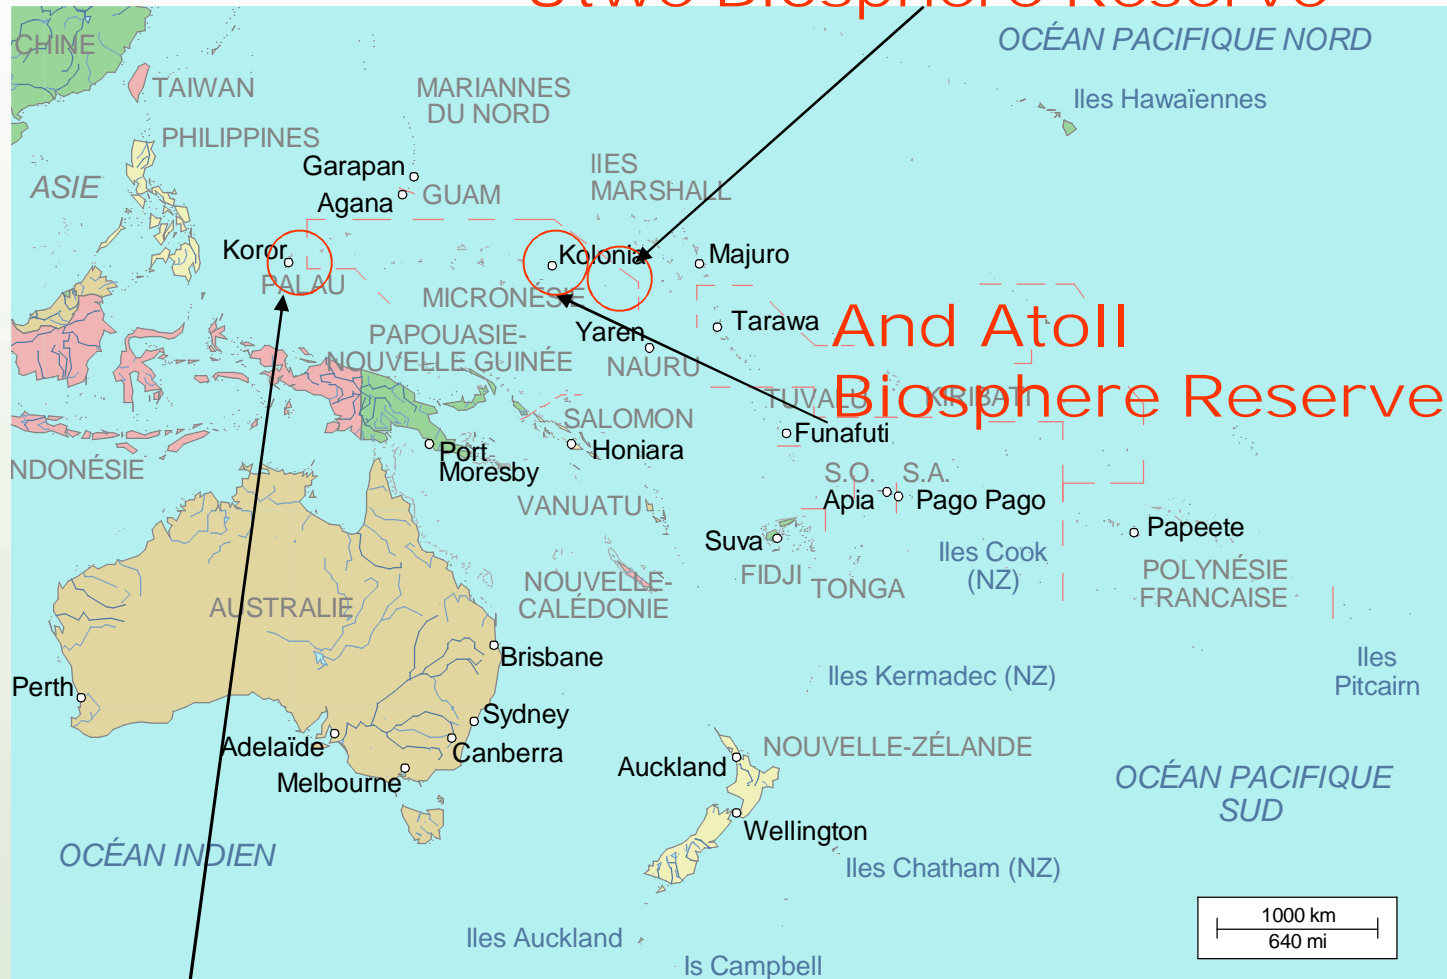 Utwe Biosphere Reserve
OCÉAN PACIFIQUE NORD
CHINE
TAIWAN
MARIANNES
DU NORD
Iles Hawaïennes
PHILIPPINES
Garapan
IlES
MARSHALL
ASIE
Agana
GUAM
Koror
Kolonia
Majuro
PALAU
MICRONÉSIE
And Atoll
Biosphere Reserve
Tarawa
PAPOUASIE-
NOUVELLE GUINÉE
Yaren
NAURU
TUVALU
KIRIBATI
SALOMON
Funafuti
Port
Moresby
Honiara
NDONÉSIE
S.O.
S.A.
VANUATU
Apia
Pago Pago
Suva
Papeete
Iles Cook
(NZ)
FIDJI
TONGA
NOUVELLE-
CALÉDONIE
POLYNÉSIE
FRANCAISE
AUSTRALIE
Brisbane
Iles
Pitcairn
Iles Kermadec (NZ)
Perth
Sydney
Adelaïde
Canberra
NOUVELLE-ZÉLANDE
Auckland
Melbourne
OCÉAN PACIFIQUE
SUD
Wellington
OCÉAN INDIEN
Iles Chatham (NZ)
1000 km
640 mi
Iles Auckland
Is Campbell